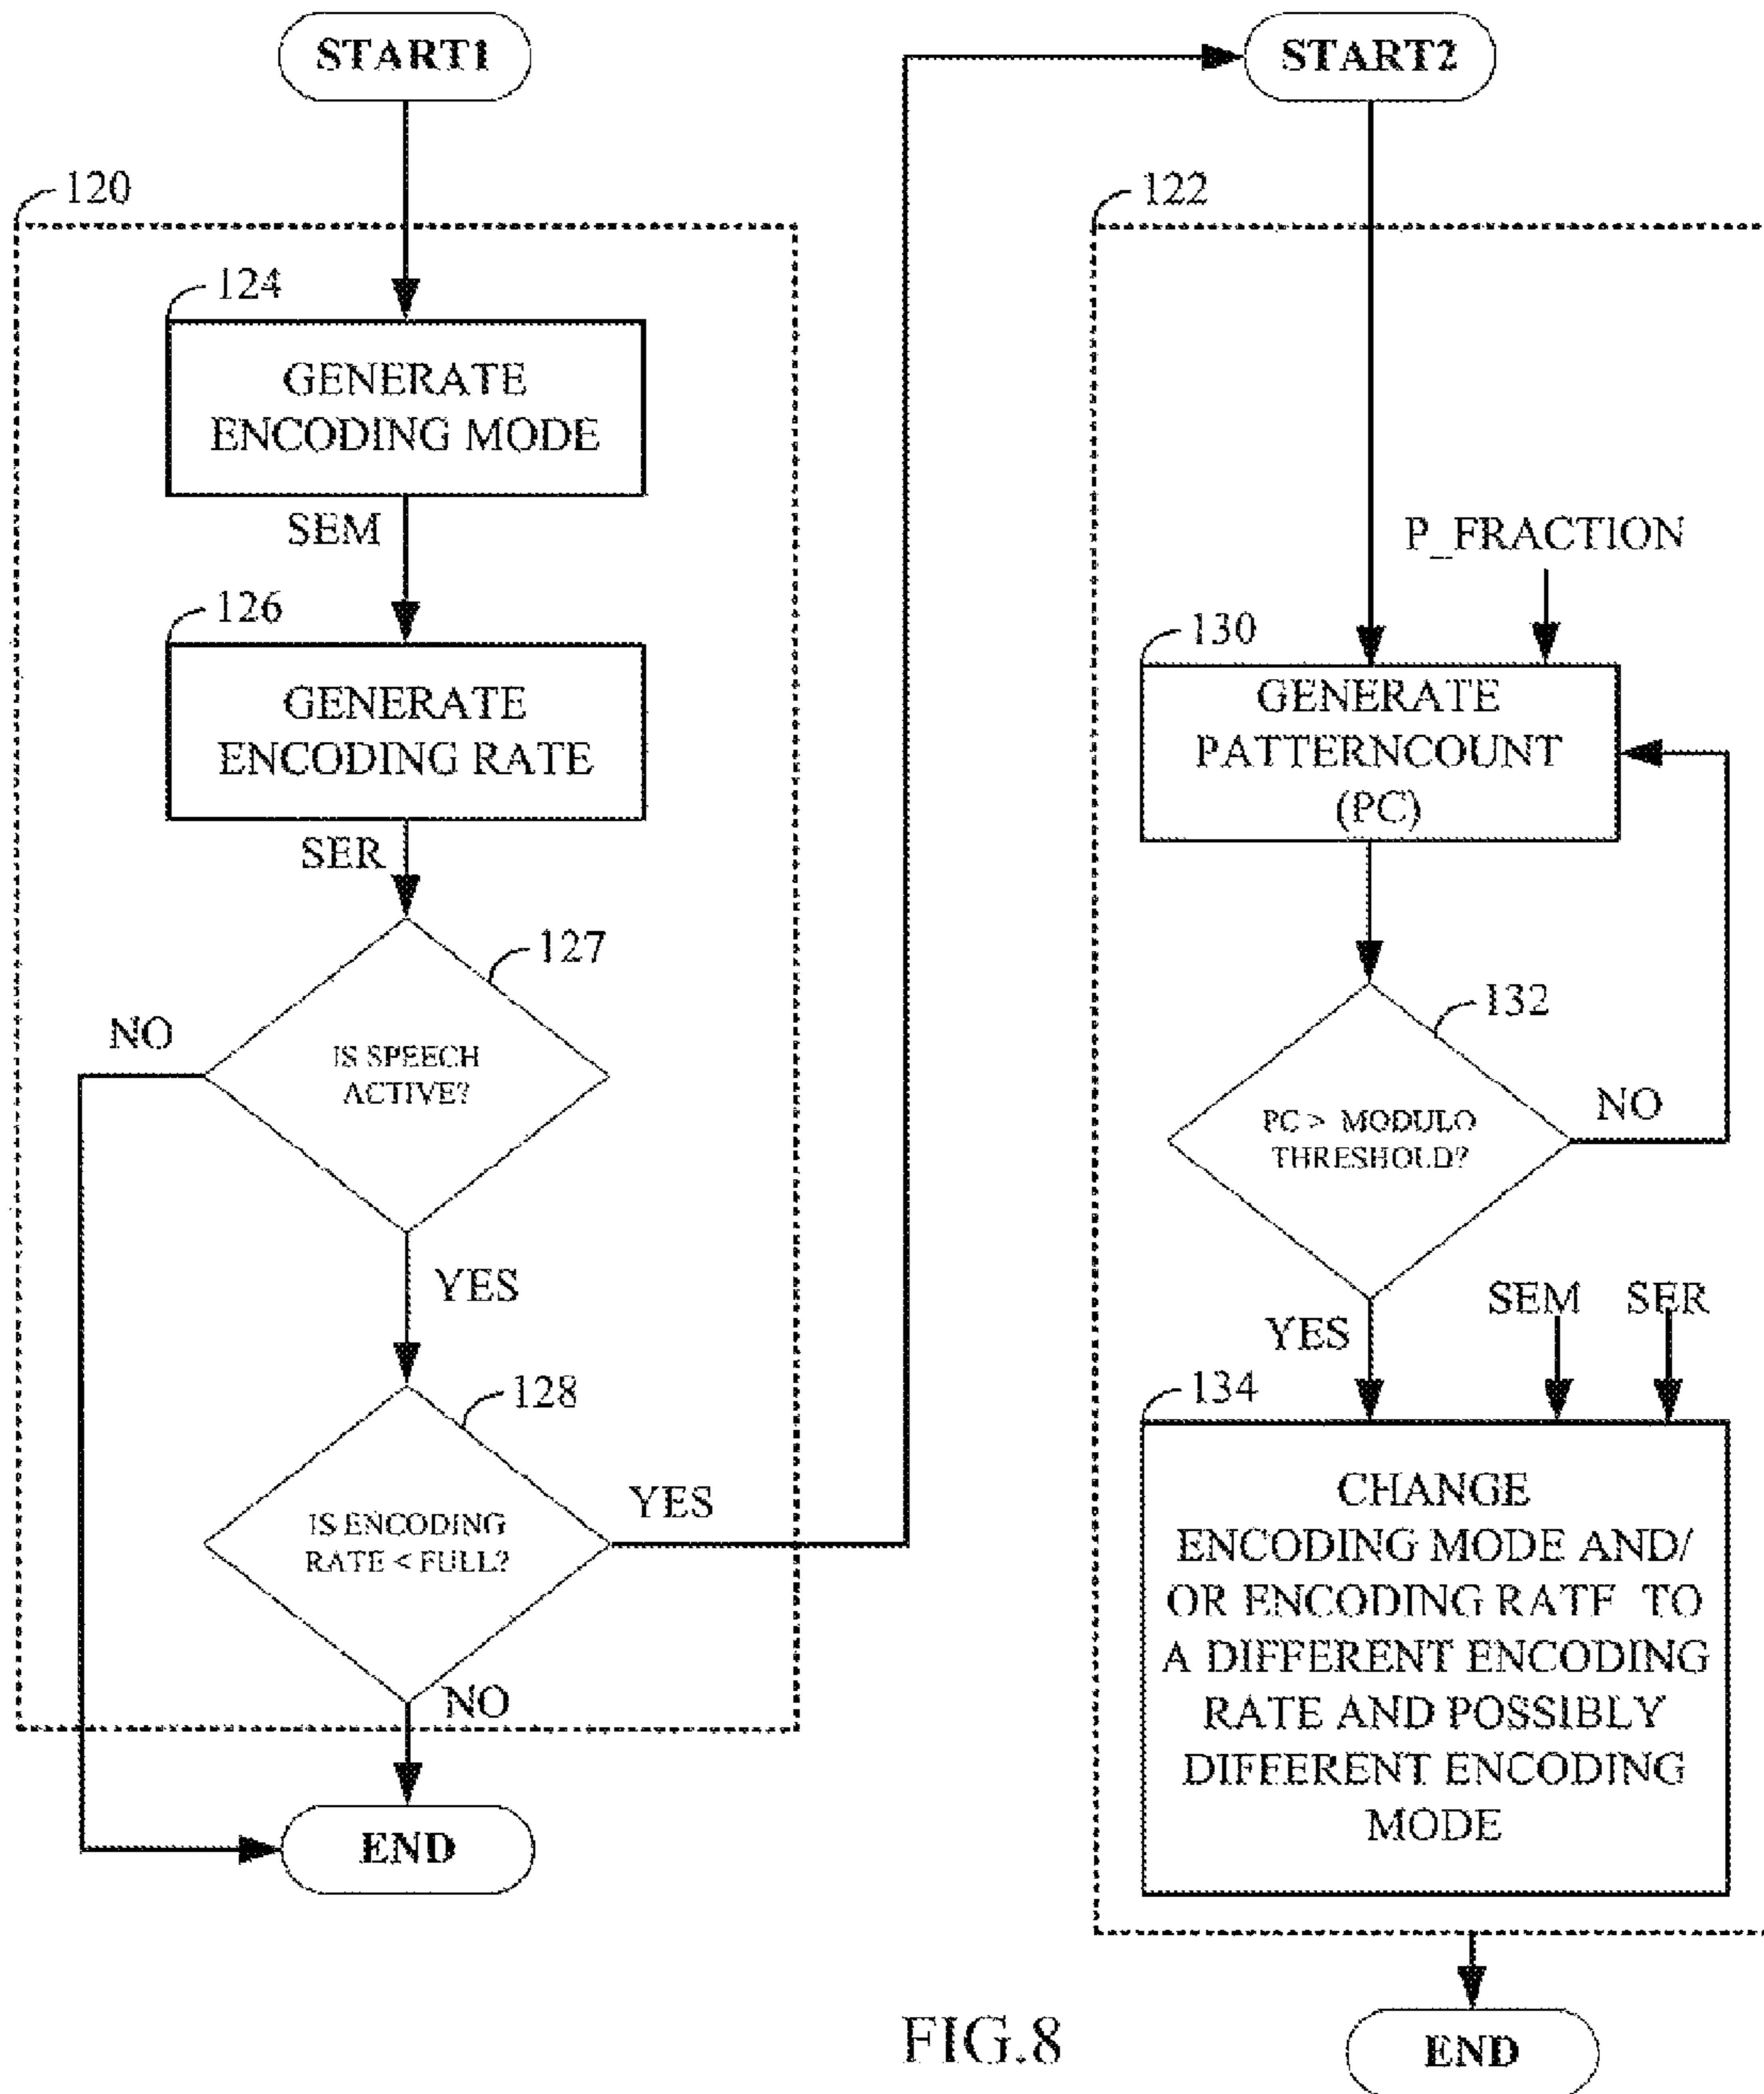 START1
120
124
GENERATE
ENCODING MODE
SEM
126
GENERATE
ENCODING RATE
SER
127
NO
IS SPEECH
ACTIVE?
YES
128
IS ENCODING
RATE < FULL?
YES
NO
END
START2
122
P_FRACTION
130
GENERATE
PATTERNCOUNT
(PC)
132
PC > MODULO
THRESHOLD?
NO
YES
SEM
SER
134
CHANGE
ENCODING MODE AND/
OR ENCODING RATE TO
A DIFFERENT ENCODING
RATE AND POSSIBLY
DIFFERENT ENCODING
MODE
END
FIG.8